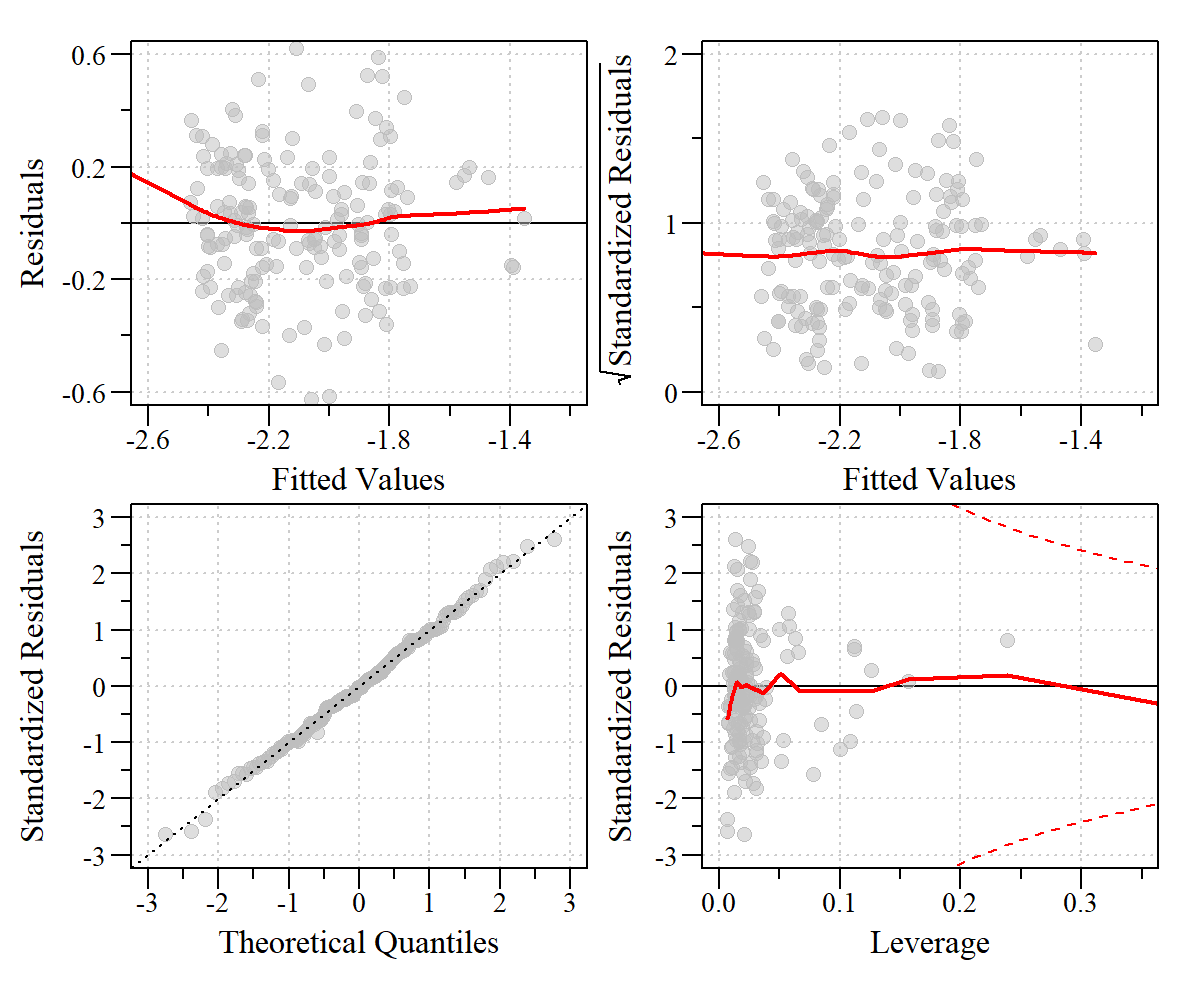 0.6
0.2
-0.2
-0.6
Residuals
-2.6 -2.2 -1.8 -1.4
Fitted Values
2
1
0
√Standardized Residuals
-2.6 -2.2 -1.8 -1.4
Fitted Values
3
2
1
0
-1
-2
-3
Standardized Residuals
-3 -2 -1 0 1 2 3
Theoretical Quantiles
3
2
1
0
-1
-2
-3
Standardized Residuals
0.0 0.1 0.2 0.3
Leverage